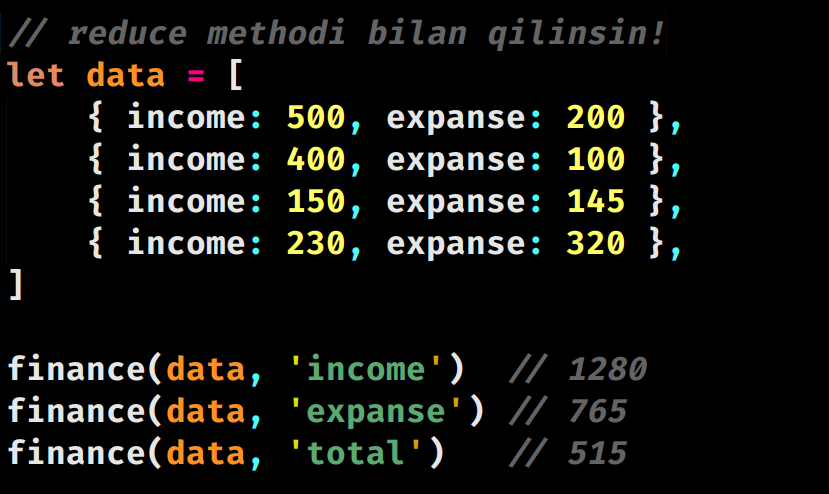 // reduce methodi bilan qilinsin!
let data = [
    { income: 500, expanse: 200 },
    { income: 400, expanse: 100 },
    { income: 150, expanse: 145 },
    { income: 230, expanse: 320 },
]
finance(data, 'income')  // 1280
finance(data, 'expanse') // 765
finance(data, 'total')   // 515